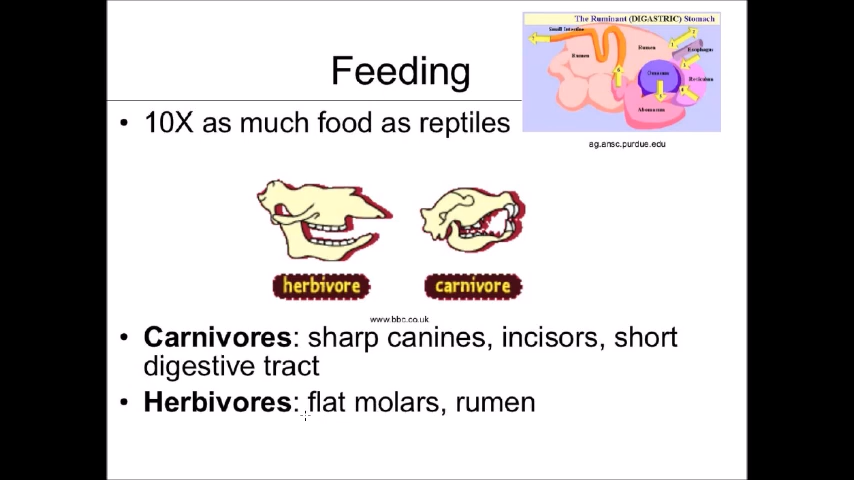 The Ruminant (DIGASTRIC) Stomach
Small Intestine
Rumen
Esophagus
Rumen
Omasum
Reticulum
Abomasum
Feeding
• 10X as much food as reptiles
ag.ansc.purdue.edu
herbivore
carnivore
www.bbc.co.uk
• Carnivores: sharp canines, incisors, short
digestive tract
• Herbivores: flat molars, rumen